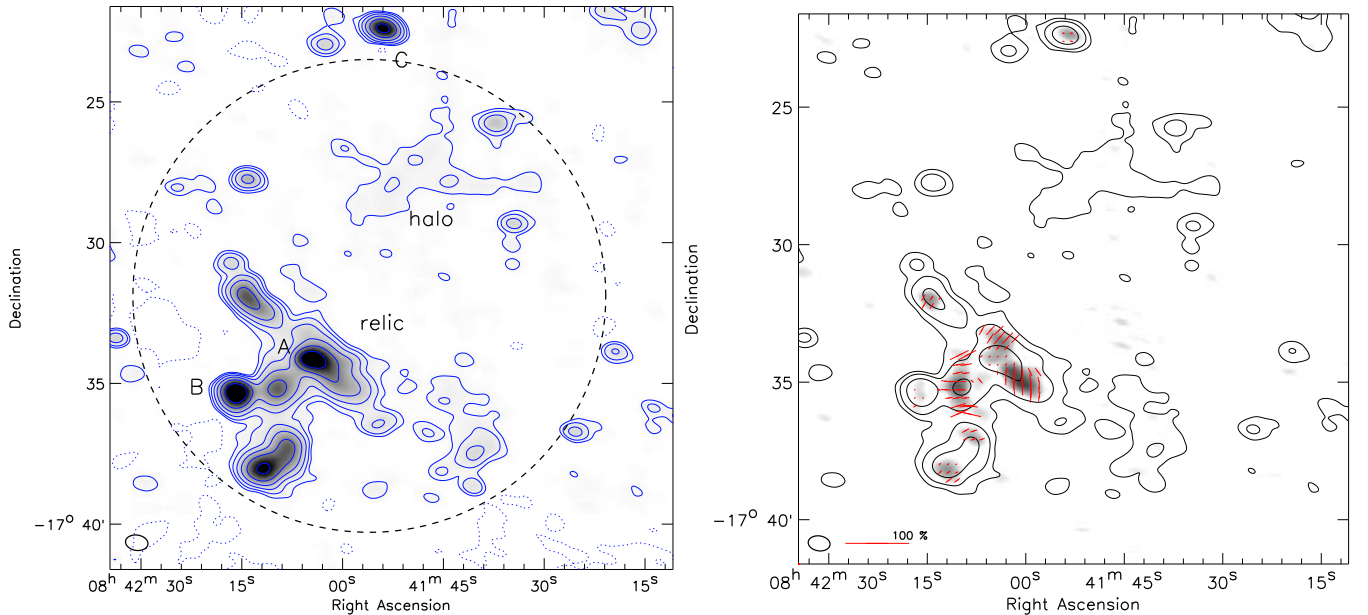 C
25
halo
30
relic
A
35
B
-17° 40'
Declination
08ʰ 42ᵐ 30ˢ 15ˢ 00ˢ 41ᵐ 45ˢ 30ˢ 15ˢ
Right Ascension
25
30
35
-17° 40'
Declination
100 %
08ʰ 42ᵐ 30ˢ 15ˢ 00ˢ 41ᵐ 45ˢ 30ˢ 15ˢ
Right Ascension